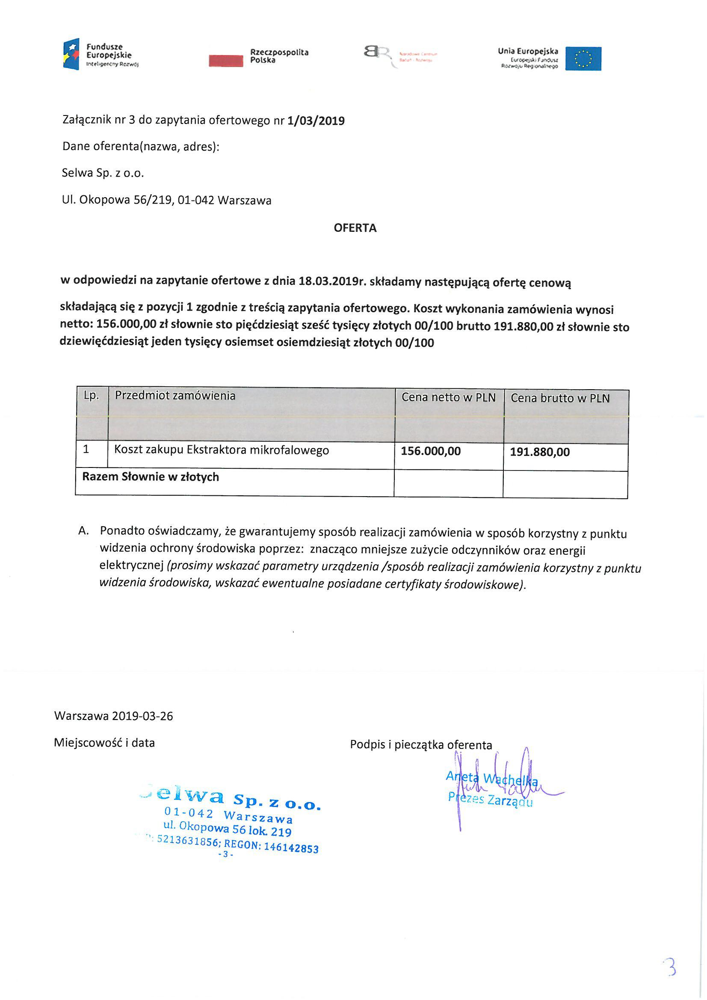 Fundusze
Europejskie
Inteligentny Rozwój
Rzeczpospolita
Polska
Narodowe Centrum
Badań i Rozwoju
Unia Europejska
Europejski Fundusz
Rozwoju Regionalnego
Załącznik nr 3 do zapytania ofertowego nr 1/03/2019
Dane oferenta(nazwa, adres):
Selwa Sp. z o.o.
Ul. Okopowa 56/219, 01-042 Warszawa
OFERTA
w odpowiedzi na zapytanie ofertowe z dnia 18.03.2019r. składamy następującą ofertę cenową
składającą się z pozycji 1 zgodnie z treścią zapytania ofertowego. Koszt wykonania zamówienia wynosi
netto: 156.000,00 zł słownie sto pięćdziesiąt sześć tysięcy złotych 00/100 brutto 191.880,00 zł słownie sto
dziewięćdziesiąt jeden tysięcy osiemset osiemdziesiąt złotych 00/100
Lp. Przedmiot zamówienia Cena netto w PLN Cena brutto w PLN
1 Koszt zakupu Ekstraktora mikrofalowego 156.000,00 191.880,00
Razem Słownie w złotych
A. Ponadto oświadczamy, że gwarantujemy sposób realizacji zamówienia w sposób korzystny z punktu
widzenia ochrony środowiska poprzez: znacząco mniejsze zużycie odczynników oraz energii
elektrycznej (prosimy wskazać parametry urządzenia /sposób realizacji zamówienia korzystny z punktu
widzenia środowiska, wskazać ewentualne posiadane certyfikaty środowiskowe).
Warszawa 2019-03-26
Miejscowość i data
Podpis i pieczątka oferenta
Aneta Wachelka
Prezes Zarządu
Selwa Sp. z o.o.
01-042 Warszawa
ul. Okopowa 56 lok. 219
5213631856; REGON: 146142853
-3-
3